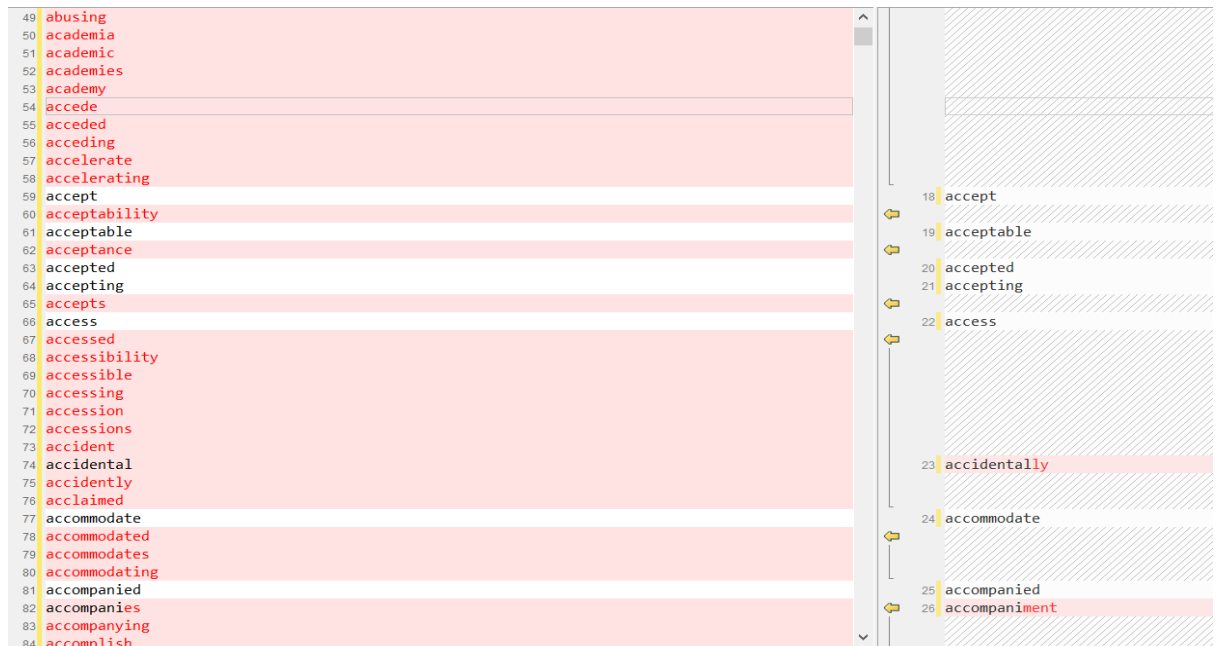 49 abusing
50 academia
51 academic
52 academies
53 academy
54 accede
55 acceded
56 acceding
57 accelerate
58 accelerating
59 accept 18 accept
60 acceptability
61 acceptable 19 acceptable
62 acceptance
63 accepted 20 accepted
64 accepting 21 accepting
65 accepts
66 access 22 access
67 accessed
68 accessibility
69 accessible
70 accessing
71 accession
72 accessions
73 accident
74 accidental 23 accidentally
75 accidently
76 acclaimed
77 accommodate 24 accommodate
78 accommodated
79 accommodates
80 accommodating
81 accompanied 25 accompanied
82 accompanies 26 accompaniment
83 accompanying
84 accomplish